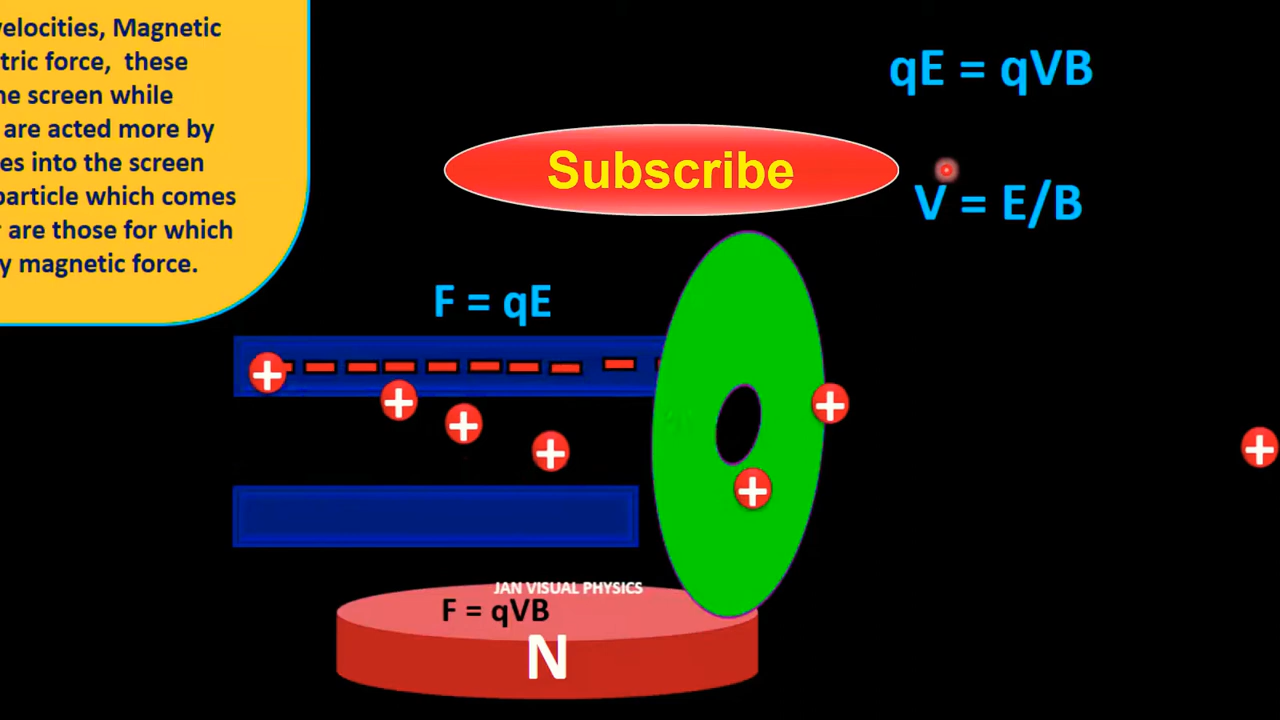 velocities, Magnetic
tric force, these
he screen while
are acted more by
es into the screen
particle which comes
r are those for which
y magnetic force.
qE = qVB
Subscribe
V = E/B
F = qE
JAN VISUAL PHYSICS
F = qVB
N